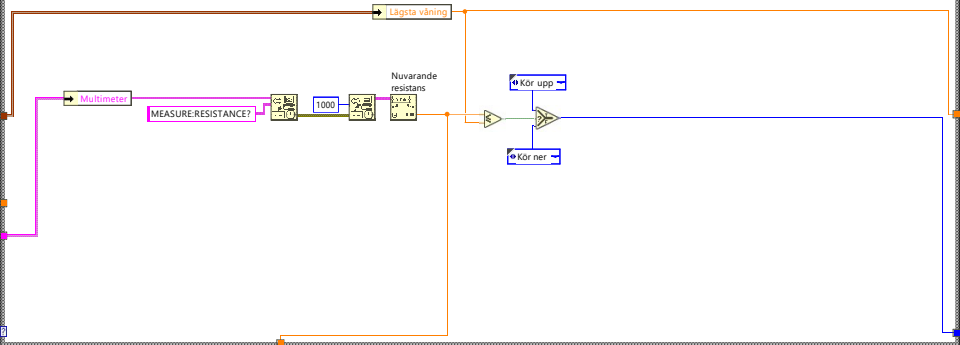 Lägsta våning
Nuvarande
resistans
Kör upp
Multimeter
1000
MEASURE:RESISTANCE?
Kör ner